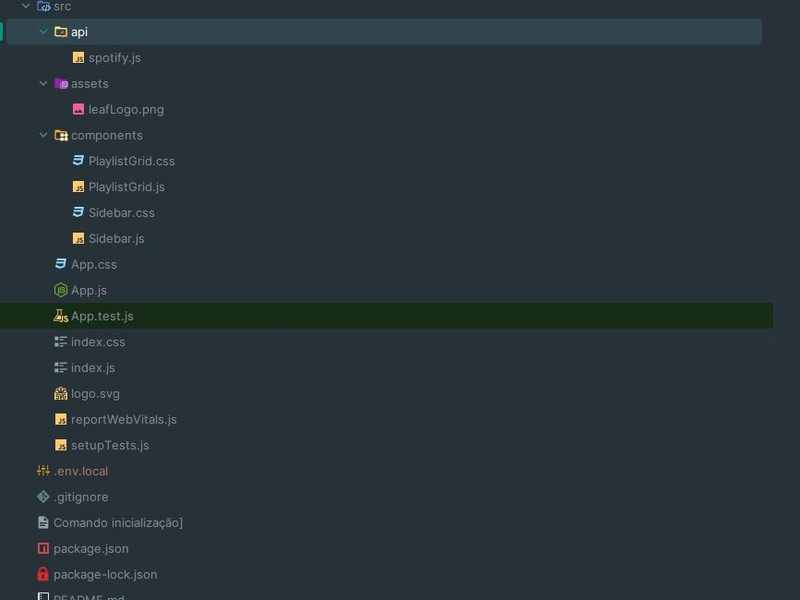 src
api
spotify.js
assets
leafLogo.png
components
PlaylistGrid.css
PlaylistGrid.js
Sidebar.css
Sidebar.js
App.css
App.js
App.test.js
index.css
index.js
logo.svg
reportWebVitals.js
setupTests.js
.env.local
.gitignore
Comando inicialização]
package.json
package-lock.json
README.md